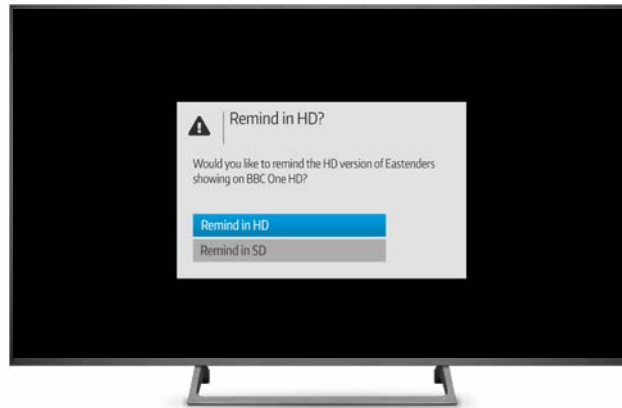 Remind in HD?
Would you like to remind the HD version of Eastenders
showing on BBC One HD?
Remind in HD
Remind in SD